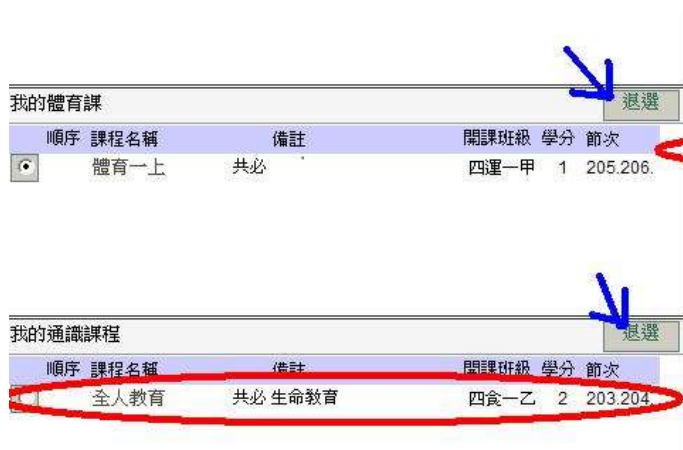 我的體育課 退選
順序 課程名稱 備註 開課班級 學分 節次
體育一上 共必 四運一甲 1 205.206.
我的通識課程 退選
順序 課程名稱 備註 開課班級 學分 節次
全人教育 共必 生命教育 四食一乙 2 203.204.